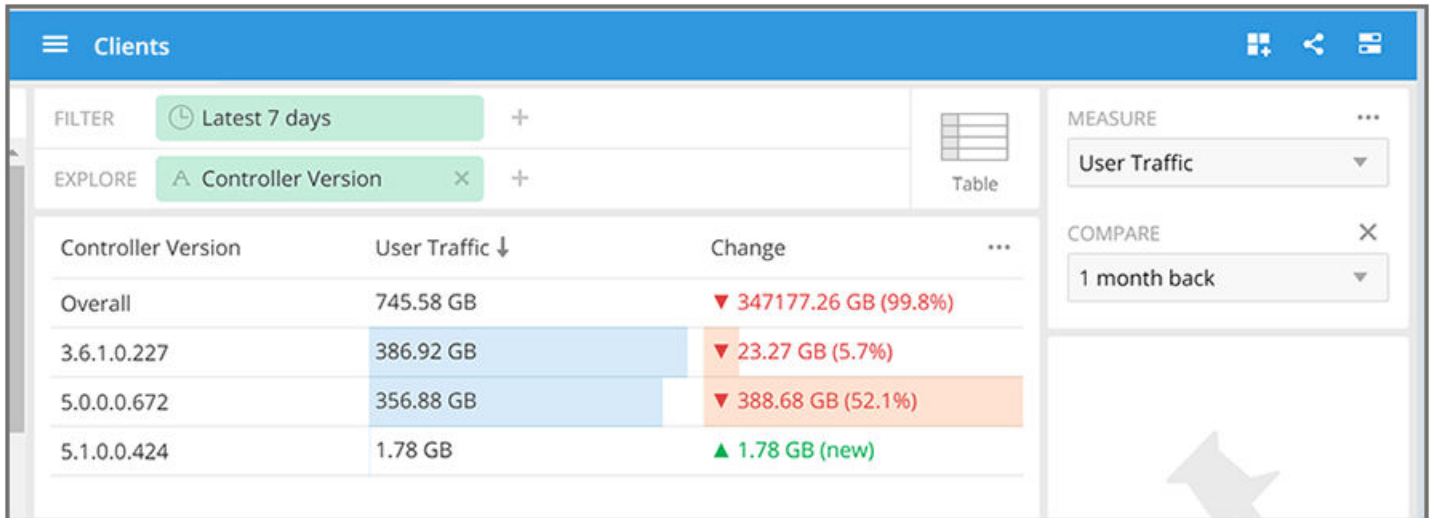 Clients
FILTER Latest 7 days +
EXPLORE A Controller Version × +
Table
MEASURE ...
User Traffic
COMPARE ×
1 month back
Controller Version User Traffic ↓ Change ...
Overall 745.58 GB ▼ 347177.26 GB (99.8%)
3.6.1.0.227 386.92 GB ▼ 23.27 GB (5.7%)
5.0.0.0.672 356.88 GB ▼ 388.68 GB (52.1%)
5.1.0.0.424 1.78 GB ▲ 1.78 GB (new)